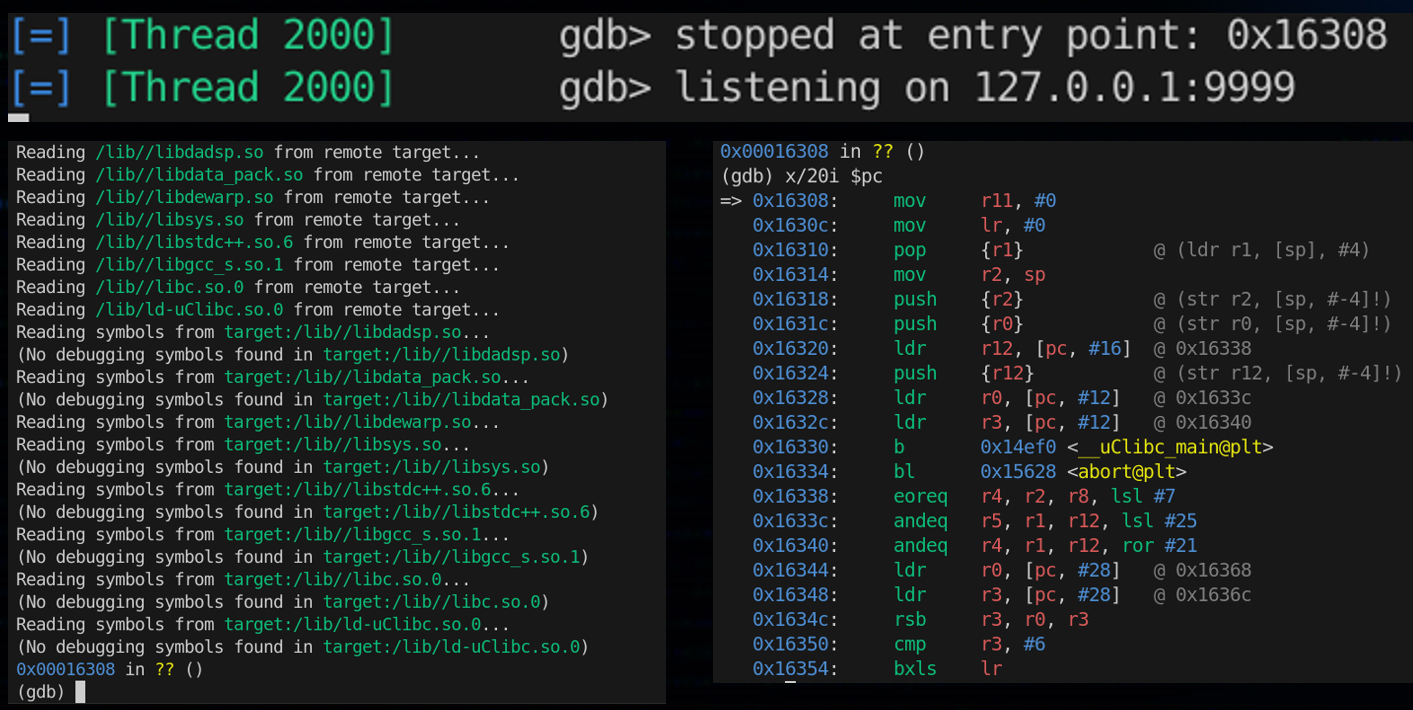 [=] [Thread 2000] gdb> stopped at entry point: 0x16308
[=] [Thread 2000] gdb> listening on 127.0.0.1:9999
Reading /lib//libdadsp.so from remote target...
Reading /lib//libdata_pack.so from remote target...
Reading /lib//libdewarp.so from remote target...
Reading /lib//libsys.so from remote target...
Reading /lib//libstdc++.so.6 from remote target...
Reading /lib//libgcc_s.so.1 from remote target...
Reading /lib//libc.so.0 from remote target...
Reading /lib/ld-uClibc.so.0 from remote target...
Reading symbols from target:/lib//libdadsp.so...
(No debugging symbols found in target:/lib//libdadsp.so)
Reading symbols from target:/lib//libdata_pack.so...
(No debugging symbols found in target:/lib//libdata_pack.so)
Reading symbols from target:/lib//libdewarp.so...
Reading symbols from target:/lib//libsys.so...
(No debugging symbols found in target:/lib//libsys.so)
Reading symbols from target:/lib//libstdc++.so.6...
(No debugging symbols found in target:/lib//libstdc++.so.6)
Reading symbols from target:/lib//libgcc_s.so.1...
(No debugging symbols found in target:/lib//libgcc_s.so.1)
Reading symbols from target:/lib//libc.so.0...
(No debugging symbols found in target:/lib//libc.so.0)
Reading symbols from target:/lib/ld-uClibc.so.0...
(No debugging symbols found in target:/lib/ld-uClibc.so.0)
0x00016308 in ?? ()
(gdb)
0x00016308 in ?? ()
(gdb) x/20i $pc
=> 0x16308: mov r11, #0
0x1630c: mov lr, #0
0x16310: pop {r1} @ (ldr r1, [sp], #4)
0x16314: mov r2, sp
0x16318: push {r2} @ (str r2, [sp, #-4]!)
0x1631c: push {r0} @ (str r0, [sp, #-4]!)
0x16320: ldr r12, [pc, #16] @ 0x16338
0x16324: push {r12} @ (str r12, [sp, #-4]!)
0x16328: ldr r0, [pc, #12] @ 0x1633c
0x1632c: ldr r3, [pc, #12] @ 0x16340
0x16330: b 0x14ef0 <__uClibc_main@plt>
0x16334: bl 0x15628 <abort@plt>
0x16338: eoreq r4, r2, r8, lsl #7
0x1633c: andeq r5, r1, r12, lsl #25
0x16340: andeq r4, r1, r12, ror #21
0x16344: ldr r0, [pc, #28] @ 0x16368
0x16348: ldr r3, [pc, #28] @ 0x1636c
0x1634c: rsb r3, r0, r3
0x16350: cmp r3, #6
0x16354: bxls lr